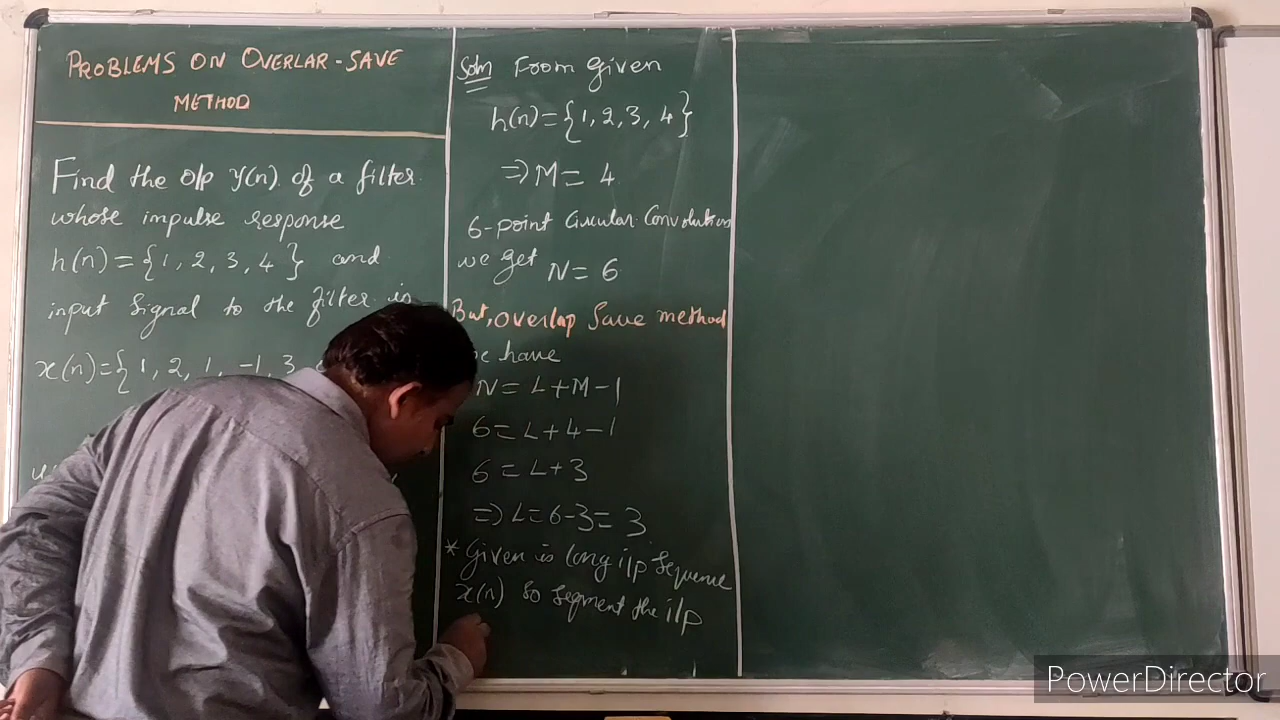 PROBLEMS ON OVERLAR-SAVE
METHOD
Find the o/p y(n) of a filter
whose impulse response
h(n) = {1, 2, 3, 4} and
input signal to the filter is
x(n) = {1, 2, 1, -1, 3,
Soln From given
h(n) = {1, 2, 3, 4}
⇒ M = 4
6-point Circular Convolution
we get N = 6
But, overlap Save method
have
N = L + M - 1
6 = L + 4 - 1
6 = L + 3
⇒ L = 6 - 3 = 3
* Given is long i/p sequence
x(n) so segment the i/p
PowerDirector